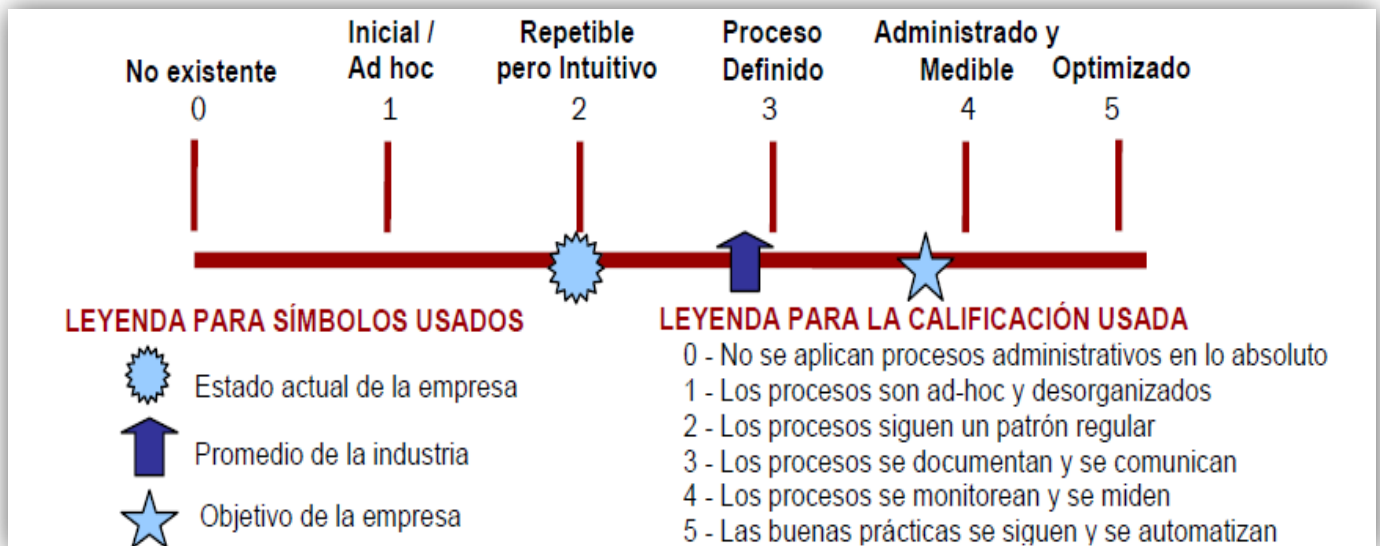 No existente
0
Inicial /
Ad hoc
1
Repetible
pero Intuitivo
2
Proceso
Definido
3
Administrado y
Medible
4
Optimizado
5
LEYENDA PARA SÍMBOLOS USADOS
Estado actual de la empresa
Promedio de la industria
Objetivo de la empresa
LEYENDA PARA LA CALIFICACIÓN USADA
0 - No se aplican procesos administrativos en lo absoluto
1 - Los procesos son ad-hoc y desorganizados
2 - Los procesos siguen un patrón regular
3 - Los procesos se documentan y se comunican
4 - Los procesos se monitorean y se miden
5 - Las buenas prácticas se siguen y se automatizan